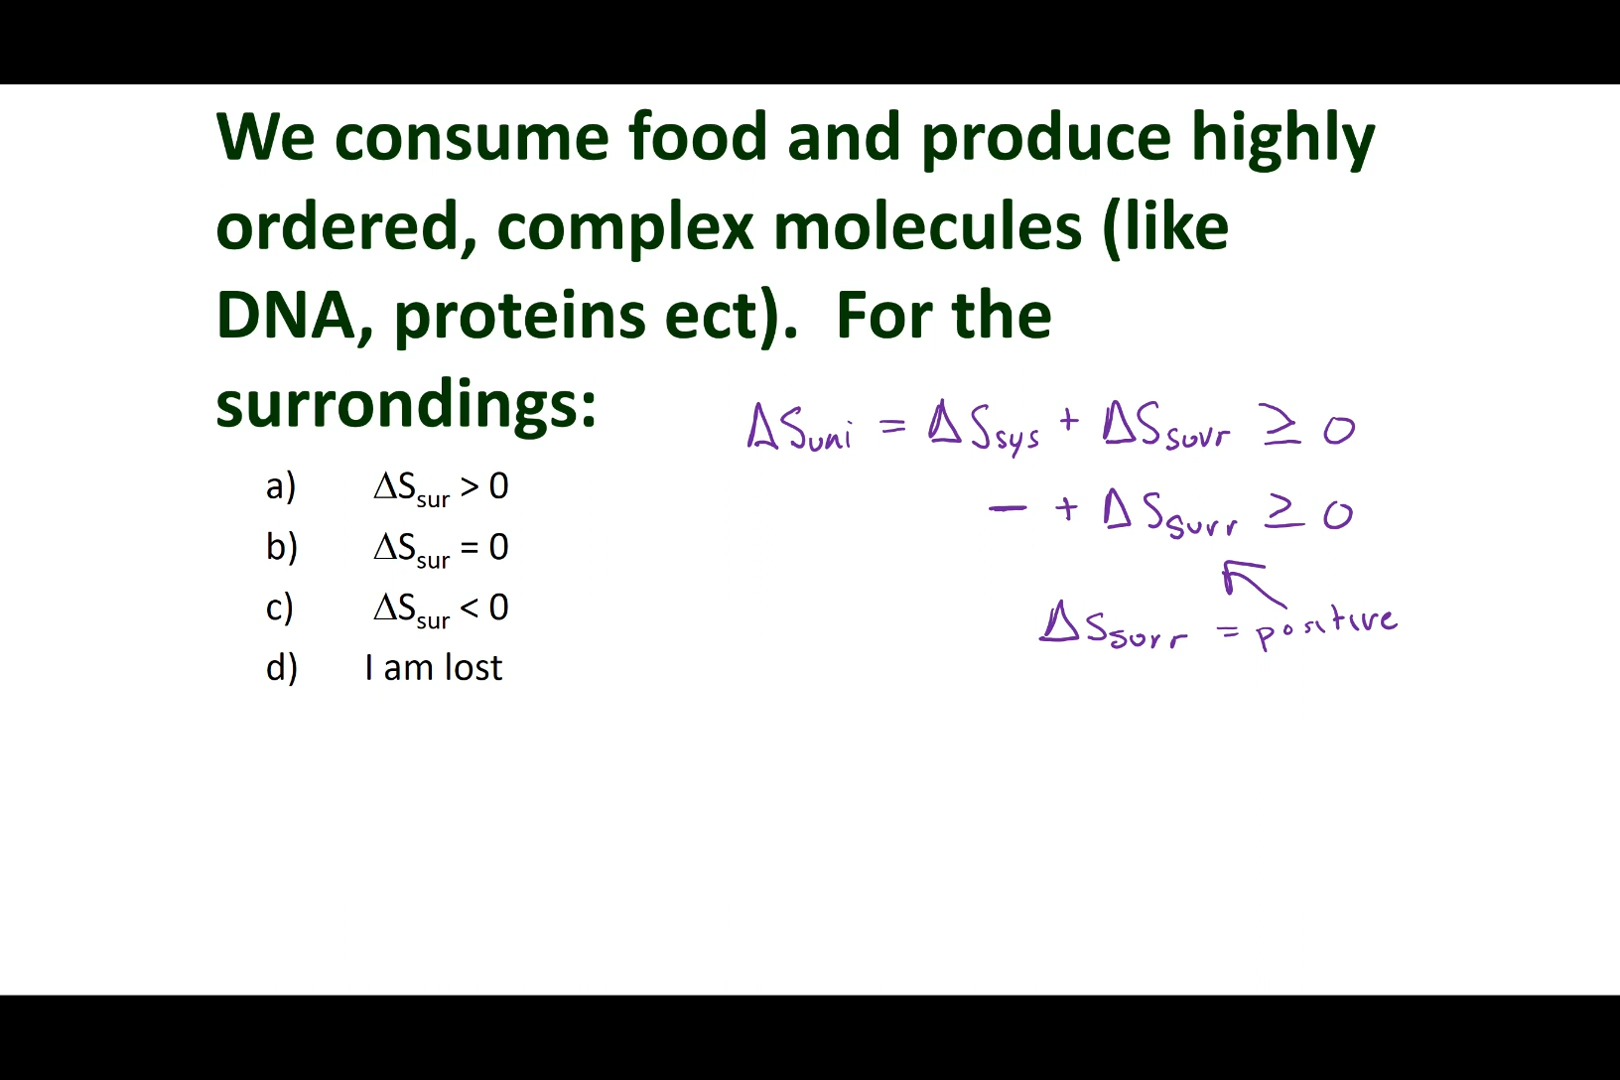 We consume food and produce highly
ordered, complex molecules (like
DNA, proteins ect).  For the
surrondings:
ΔSuni = ΔSsys + ΔSsurr ≥ 0
a) ΔSsur > 0
− + ΔSsurr ≥ 0
b) ΔSsur = 0
c) ΔSsur < 0
ΔSsurr = positive
d) I am lost